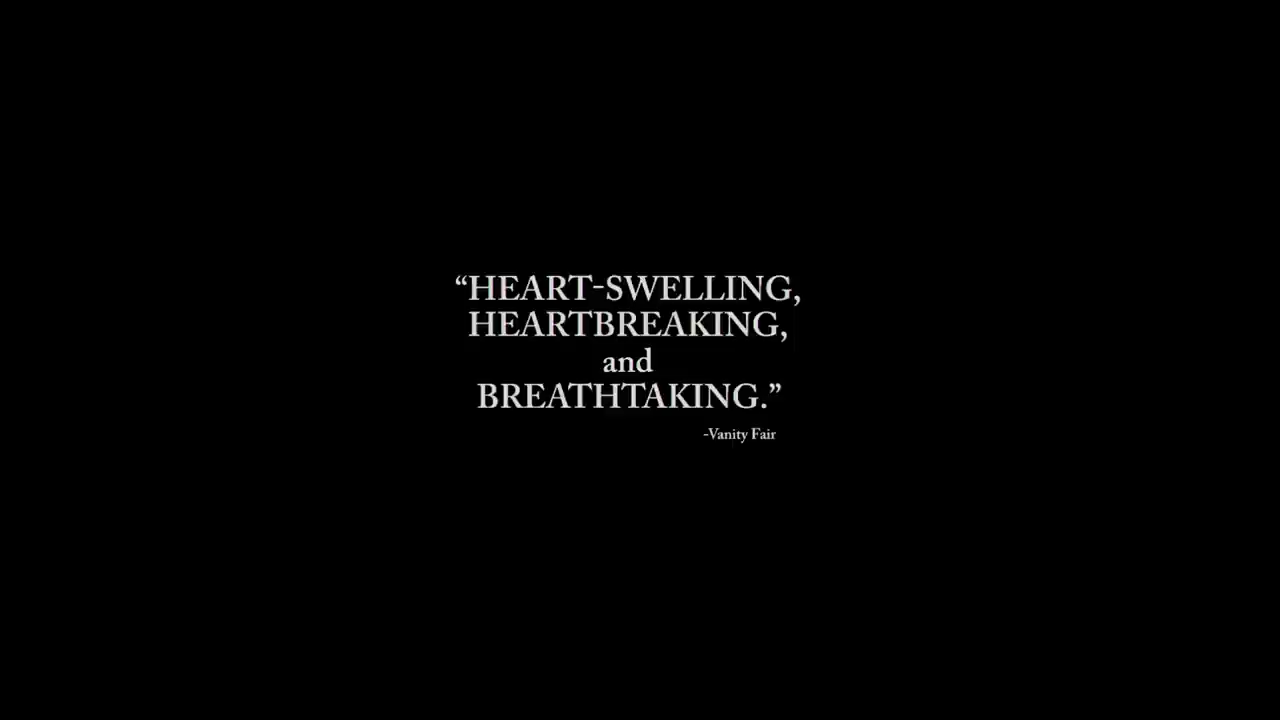 “HEART-SWELLING,
HEARTBREAKING,
and
BREATHTAKING.”
-Vanity Fair